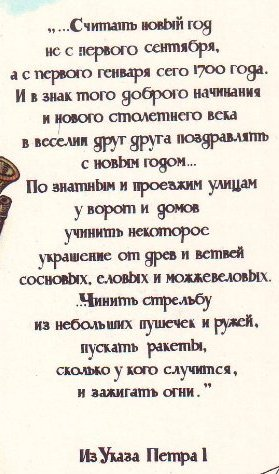 „...Считать новый год
не с первого сентября,
а с первого генваря сего 1700 года.
И в знак того доброго начинания
и нового столетнего века
в веселии друг друга поздравлять
с новым годом...
По знатным и проезжим улицам
у ворот и домов
учинить некоторое
украшение от древ и ветвей
сосновых, еловых и можжевеловых.
..Чинить стрельбу
из небольших пушечек и ружей,
пускать ракеты,
сколько у кого случится,
и зажигать огни.”
Из Указа Петра I